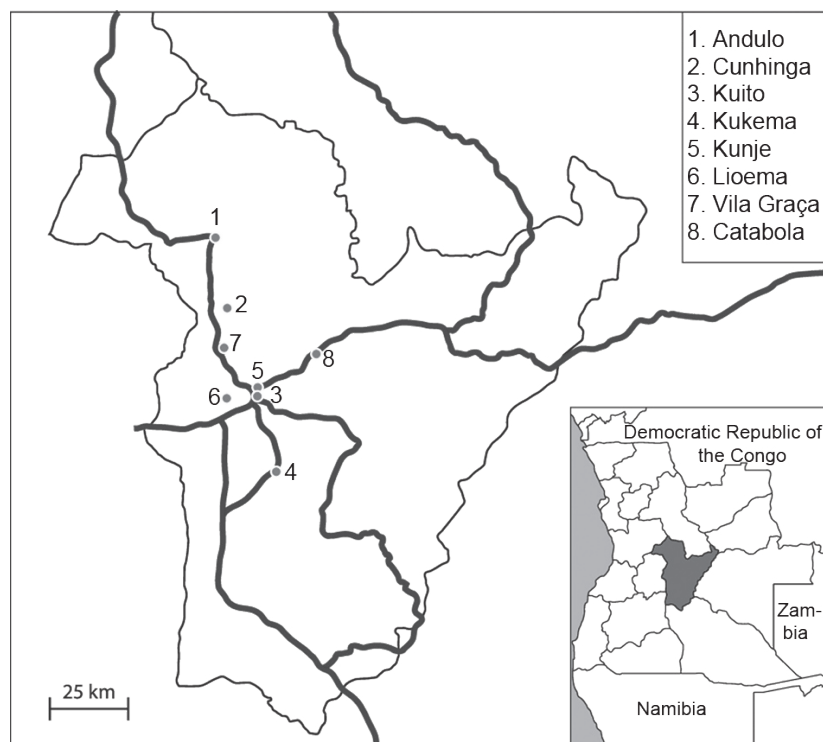 1. Andulo
2. Cunhinga
3. Kuito
4. Kukema
5. Kunje
6. Lioema
7. Vila Graça
8. Catabola
1
2
7
8
5
3
6
4
25 km
Democratic Republic of
the Congo
Zam-
bia
Namibia